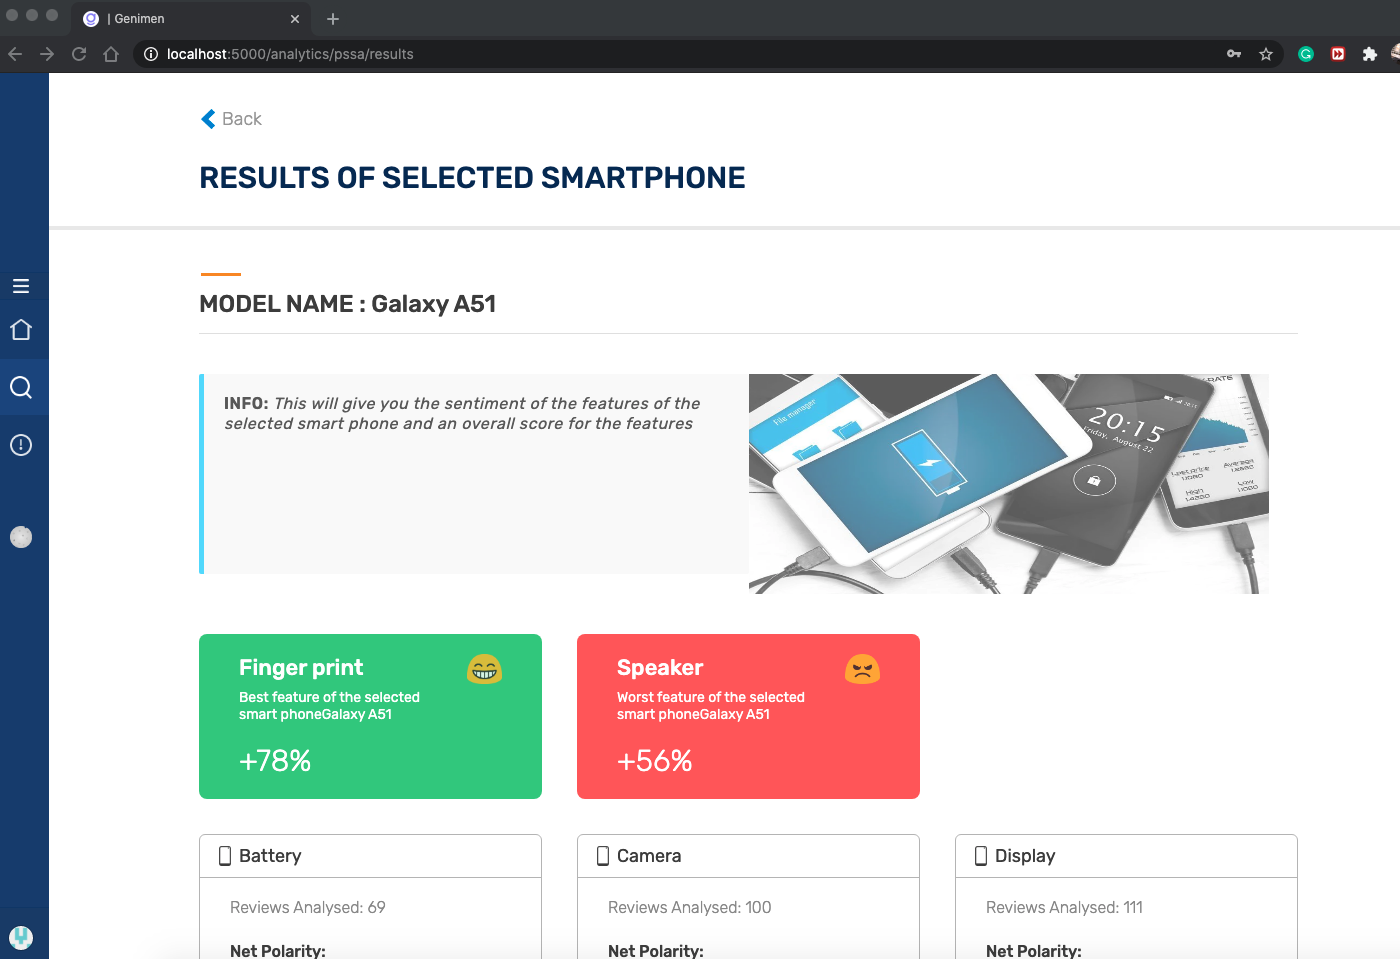 | Genimen
localhost:5000/analytics/pssa/results
Back
RESULTS OF SELECTED SMARTPHONE
MODEL NAME : Galaxy A51
INFO: This will give you the sentiment of the features of the
selected smart phone and an overall score for the features
File manager
20:15
Friday, August 22
Average
High
Low
Finger print
Best feature of the selected
smart phoneGalaxy A51
+78%
Speaker
Worst feature of the selected
smart phoneGalaxy A51
+56%
Battery
Reviews Analysed: 69
Net Polarity:
Camera
Reviews Analysed: 100
Net Polarity:
Display
Reviews Analysed: 111
Net Polarity: